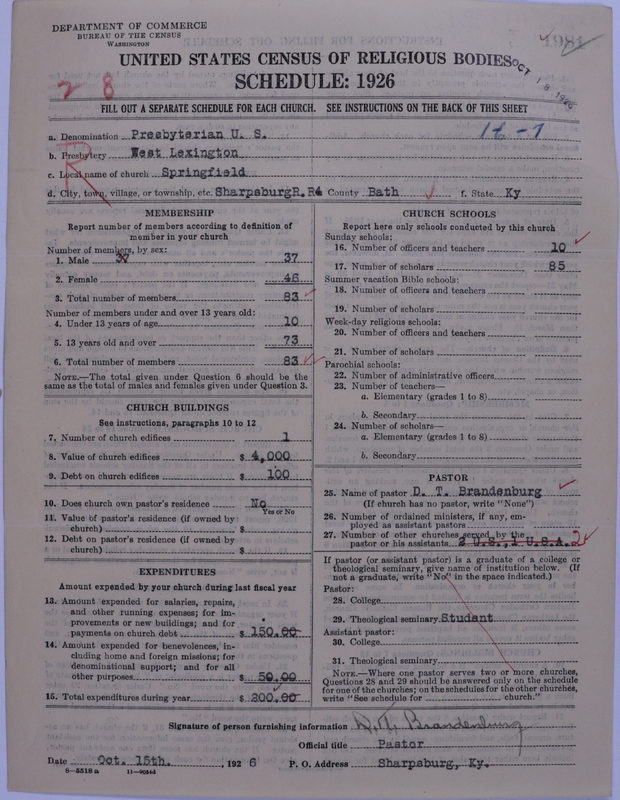 DEPARTMENT OF COMMERCE
BUREAU OF THE CENSUS
WASHINGTON
1981
UNITED STATES CENSUS OF RELIGIOUS BODIES
OCT 18 1926
SCHEDULE: 1926
2 8
FILL OUT A SEPARATE SCHEDULE FOR EACH CHURCH. SEE INSTRUCTIONS ON THE BACK OF THIS SHEET
a. Denomination Presbyterian U. S.
16-7
b. Presbytery West Lexington
R
c. Local name of church Springfield
d. City, town, village, or township, etc. Sharpsburg R. R4 County Bath f. State Ky
MEMBERSHIP
Report number of members according to definition of
member in your church
Number of members, by sex:
1. Male 37 37
2. Female 46
3. Total number of members 83
Number of members under and over 13 years old:
4. Under 13 years of age 10
5. 13 years old and over 73
6. Total number of members 83
NOTE.—The total given under Question 6 should be the
same as the total of males and females given under Question 3.
CHURCH BUILDINGS
See instructions, paragraphs 10 to 12
7. Number of church edifices 1
8. Value of church edifices $ 4,000
9. Debt on church edifices $ 100
10. Does church own pastor's residence No
Yes or No
11. Value of pastor's residence (if owned by
church) $
12. Debt on pastor's residence (if owned by
church) $
EXPENDITURES
Amount expended by your church during last fiscal year
13. Amount expended for salaries, repairs,
and other running expenses; for im-
provements or new buildings; and for
payments on church debt $ 150.00
14. Amount expended for benevolences, in-
cluding home and foreign missions; for
denominational support; and for all
other purposes $ 50.00
15. Total expenditures during year $ 200.00
CHURCH SCHOOLS
Report here only schools conducted by this church
Sunday schools:
16. Number of officers and teachers 10
17. Number of scholars 85
Summer vacation Bible schools:
18. Number of officers and teachers
19. Number of scholars
Week-day religious schools:
20. Number of officers and teachers
21. Number of scholars
Parochial schools:
22. Number of administrative officers
23. Number of teachers—
a. Elementary (grades 1 to 8)
b. Secondary
24. Number of scholars—
a. Elementary (grades 1 to 8)
b. Secondary
PASTOR
25. Name of pastor D. T. Brandenburg
(If church has no pastor, write "None")
26. Number of ordained ministers, if any, em-
ployed as assistant pastors
27. Number of other churches served by the
pastor or his assistants 2 U.S., 1 U.S.A. 2
If pastor (or assistant pastor) is a graduate of a college or
theological seminary, give name of institution below. (If
not a graduate, write "No" in the space indicated.)
Pastor:
28. College
29. Theological seminary Student
Assistant pastor:
30. College
31. Theological seminary
NOTE.—Where one pastor serves two or more churches,
Questions 28 and 29 should be answered only on the schedule
for one of the churches; on the schedules for the other churches,
write "See schedule for church."
Signature of person furnishing information D. T. Brandenburg
Official title Pastor
Date Oct. 15th. , 1926 P. O. Address Sharpsburg, Ky.
8-5318a